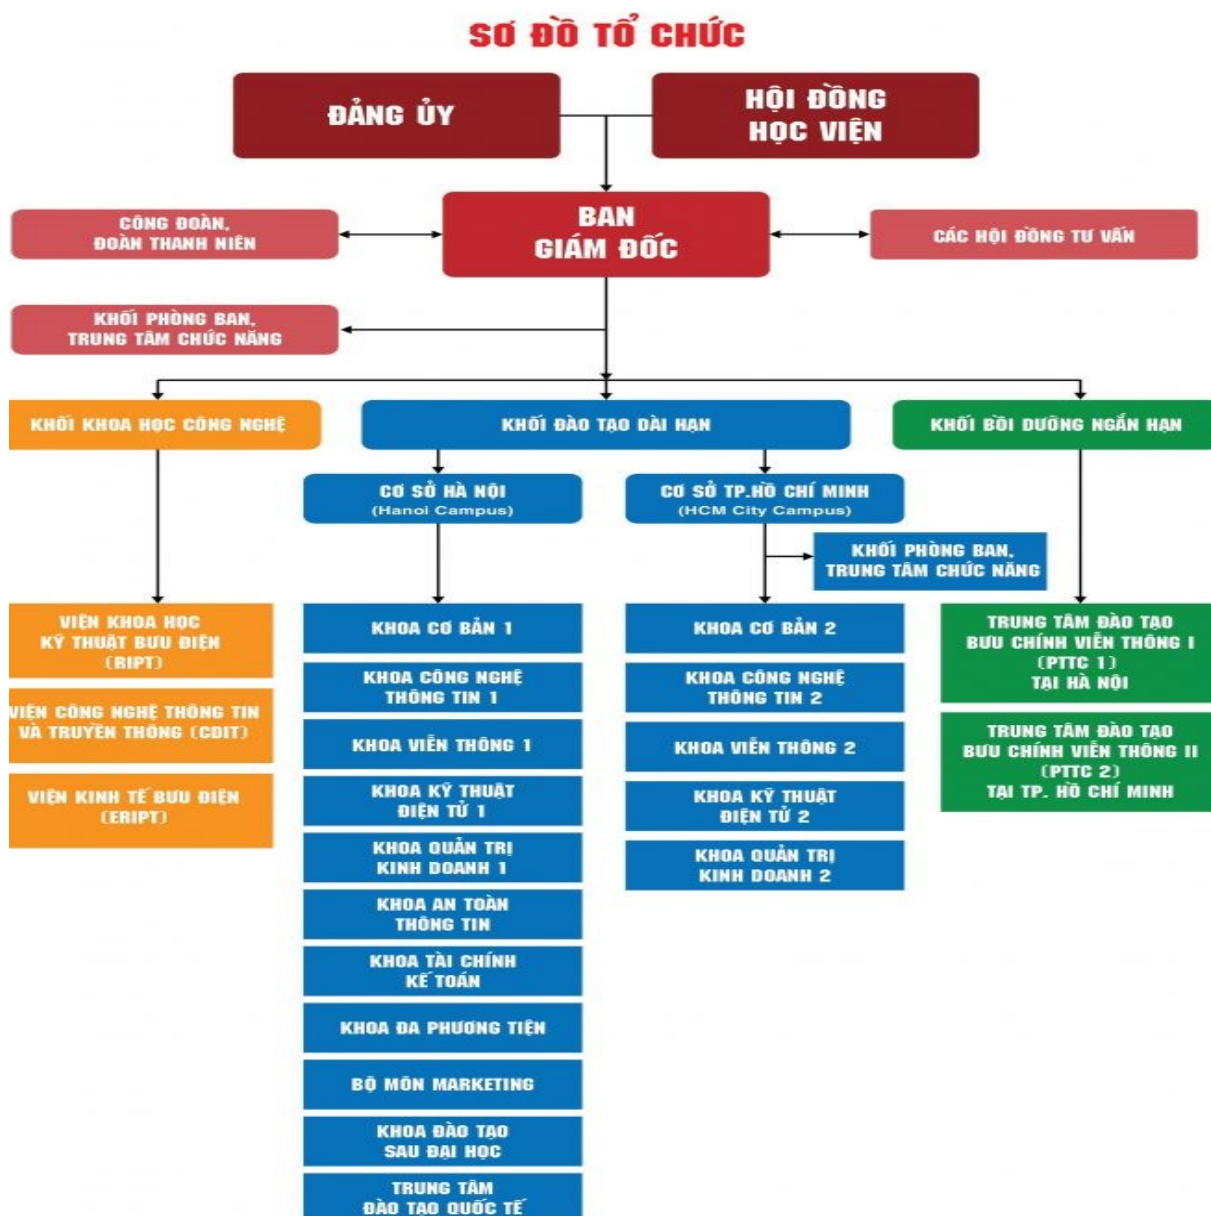 SƠ ĐỒ TỔ CHỨC
ĐẢNG ỦY
HỘI ĐỒNG
HỌC VIỆN
BAN
GIÁM ĐỐC
CÔNG ĐOÀN,
ĐOÀN THANH NIÊN
CÁC HỘI ĐỒNG TƯ VẤN
KHỐI PHÒNG BAN,
TRUNG TÂM CHỨC NĂNG
KHỐI KHOA HỌC CÔNG NGHỆ
KHỐI ĐÀO TẠO DÀI HẠN
KHỐI BỒI DƯỠNG NGẮN HẠN
CƠ SỞ HÀ NỘI
(Hanoi Campus)
CƠ SỞ TP.HỒ CHÍ MINH
(HCM City Campus)
KHỐI PHÒNG BAN,
TRUNG TÂM CHỨC NĂNG
VIỆN KHOA HỌC
KỸ THUẬT BƯU ĐIỆN
(RIPT)
VIỆN CÔNG NGHỆ THÔNG TIN
VÀ TRUYỀN THÔNG (CDIT)
VIỆN KINH TẾ BƯU ĐIỆN
(ERIPT)
KHOA CƠ BẢN 1
KHOA CÔNG NGHỆ
THÔNG TIN 1
KHOA VIỄN THÔNG 1
KHOA KỸ THUẬT
ĐIỆN TỬ 1
KHOA QUẢN TRỊ
KINH DOANH 1
KHOA AN TOÀN
THÔNG TIN
KHOA TÀI CHÍNH
KẾ TOÁN
KHOA ĐA PHƯƠNG TIỆN
BỘ MÔN MARKETING
KHOA ĐÀO TẠO
SAU ĐẠI HỌC
TRUNG TÂM
ĐÀO TẠO QUỐC TẾ
KHOA CƠ BẢN 2
KHOA CÔNG NGHỆ
THÔNG TIN 2
KHOA VIỄN THÔNG 2
KHOA KỸ THUẬT
ĐIỆN TỬ 2
KHOA QUẢN TRỊ
KINH DOANH 2
TRUNG TÂM ĐÀO TẠO
BƯU CHÍNH VIỄN THÔNG I
(PTTC 1)
TẠI HÀ NỘI
TRUNG TÂM ĐÀO TẠO
BƯU CHÍNH VIỄN THÔNG II
(PTTC 2)
TẠI TP. HỒ CHÍ MINH